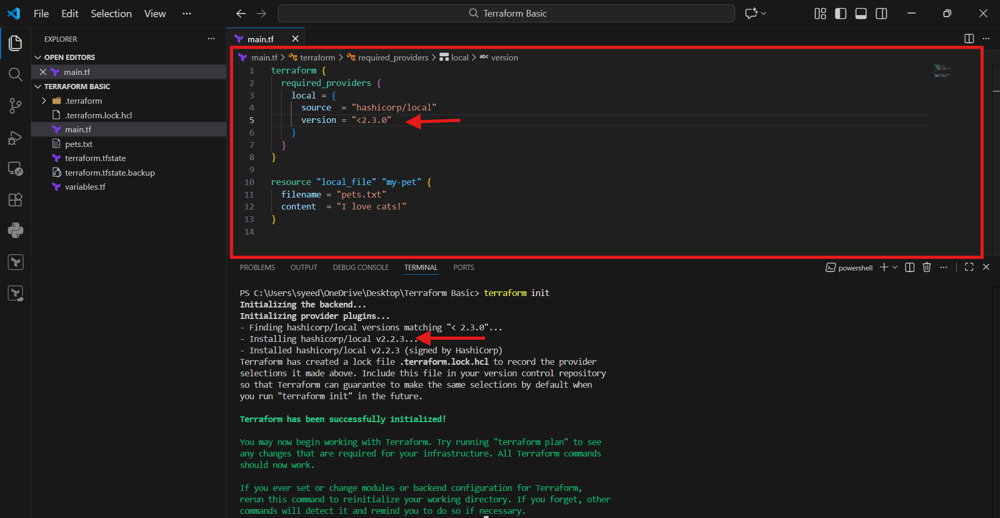 File Edit Selection View ···
Terraform Basic
EXPLORER
OPEN EDITORS
main.tf
TERRAFORM BASIC
.terraform
.terraform.lock.hcl
main.tf
pets.txt
terraform.tfstate
terraform.tfstate.backup
variables.tf
main.tf
main.tf > terraform > required_providers > local > abc version
1 terraform {
2 required_providers {
3 local = {
4 source  = "hashicorp/local"
5 version = "<2.3.0"
6 }
7 }
8 }
9
10 resource "local_file" "my-pet" {
11 filename = "pets.txt"
12 content  = "I love cats!"
13 }
14
PROBLEMS OUTPUT DEBUG CONSOLE TERMINAL PORTS
powershell
PS C:\Users\syeed\OneDrive\Desktop\Terraform Basic> terraform init
Initializing the backend...
Initializing provider plugins...
- Finding hashicorp/local versions matching "< 2.3.0"...
- Installing hashicorp/local v2.2.3...
- Installed hashicorp/local v2.2.3 (signed by HashiCorp)
Terraform has created a lock file .terraform.lock.hcl to record the provider
selections it made above. Include this file in your version control repository
so that Terraform can guarantee to make the same selections by default when
you run "terraform init" in the future.
Terraform has been successfully initialized!
You may now begin working with Terraform. Try running "terraform plan" to see
any changes that are required for your infrastructure. All Terraform commands
should now work.
If you ever set or change modules or backend configuration for Terraform,
rerun this command to reinitialize your working directory. If you forget, other
commands will detect it and remind you to do so if necessary.